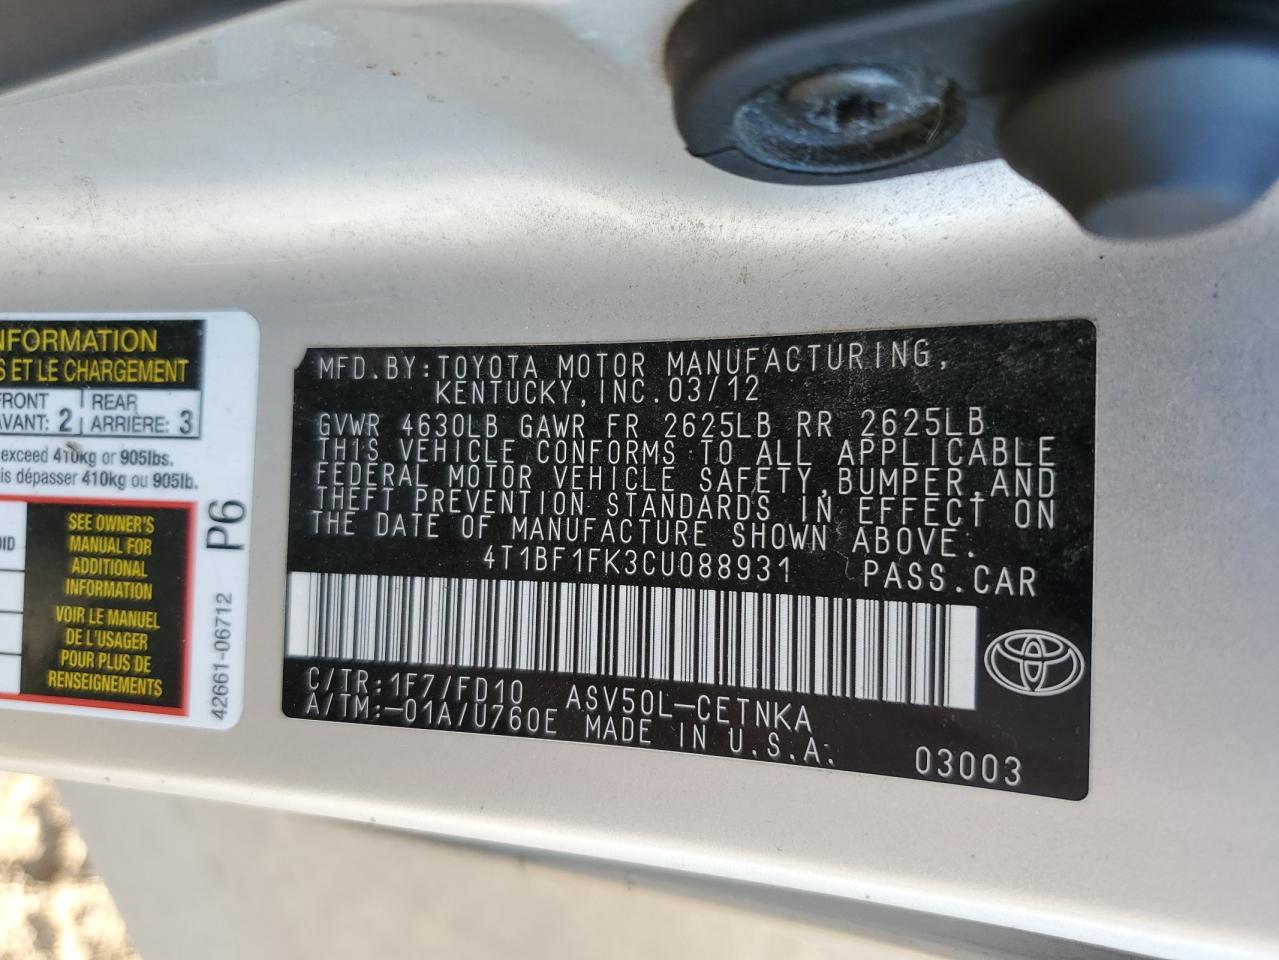 NFORMATION
S ET LE CHARGEMENT
FRONT
AVANT: 2
REAR
ARRIÈRE: 3
exceed 410kg or 905lbs.
is dépasser 410kg ou 905lb.
SEE OWNER'S
MANUAL FOR
ADDITIONAL
INFORMATION
VOIR LE MANUEL
DE L'USAGER
POUR PLUS DE
RENSEIGNEMENTS
P6
42661-06712
MFD.BY:TOYOTA MOTOR MANUFACTURING,
KENTUCKY, INC.03/12
GVWR 4630LB GAWR FR 2625LB RR 2625LB
THIS VEHICLE CONFORMS TO ALL APPLICABLE
FEDERAL MOTOR VEHICLE SAFETY,BUMPER,AND
THEFT PREVENTION STANDARDS IN EFFECT ON
THE DATE OF MANUFACTURE SHOWN ABOVE.
4T1BF1FK3CU088931 PASS.CAR
C/TR:1F7/FD10 ASV50L-CETNKA
A/TM:-01A/U760E MADE IN U.S.A.
03003